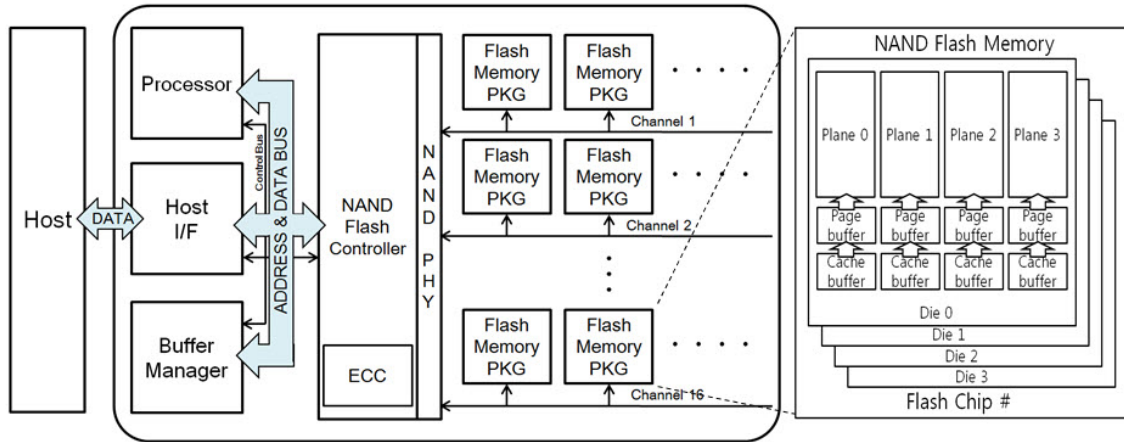 Host
DATA
Processor
Host
I/F
Buffer
Manager
Control Bus
ADDRESS & DATA BUS
NAND
Flash
Controller
ECC
NAND PHY
Flash
Memory
PKG
Flash
Memory
PKG
Channel 1
Flash
Memory
PKG
Flash
Memory
PKG
Channel 2
Flash
Memory
PKG
Flash
Memory
PKG
Channel 16
NAND Flash Memory
Plane 0
Plane 1
Plane 2
Plane 3
Page
buffer
Page
buffer
Page
buffer
Page
buffer
Cache
buffer
Cache
buffer
Cache
buffer
Cache
buffer
Die 0
Die 1
Die 2
Die 3
Flash Chip #